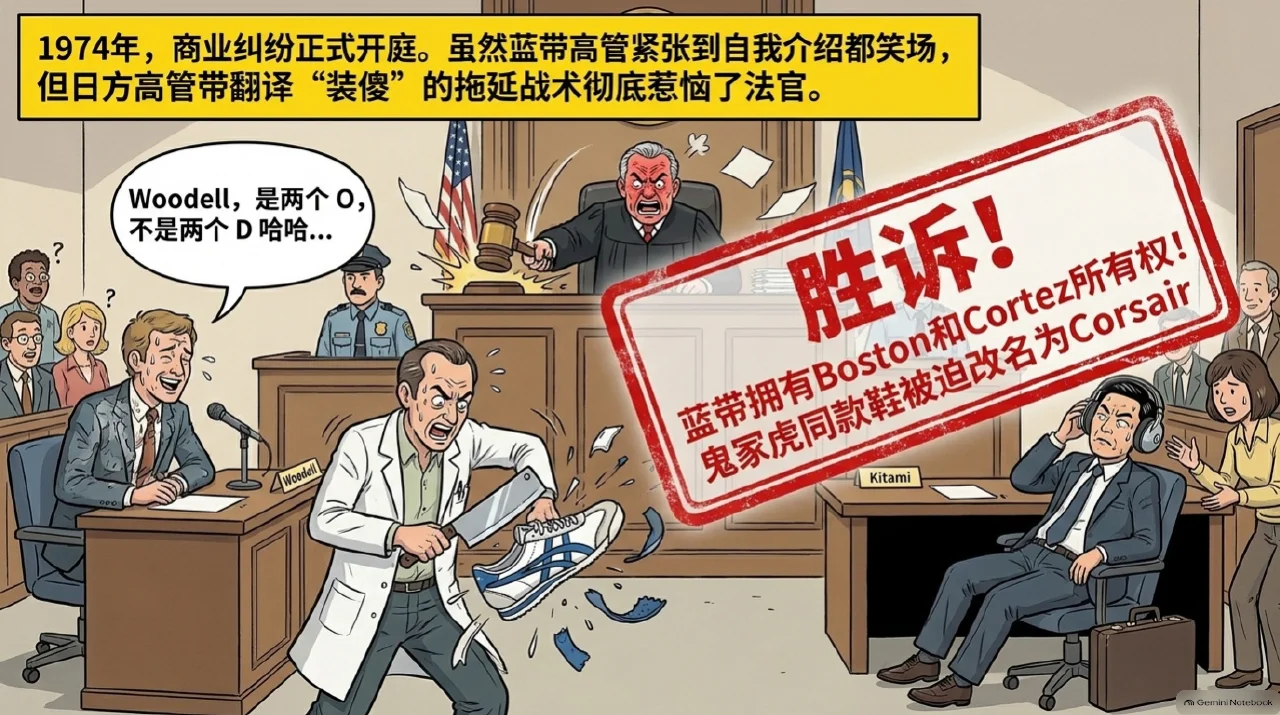 1974年，商业纠纷正式开庭。虽然蓝带高管紧张到自我介绍都笑场，
但日方高管带翻译“装傻”的拖延战术彻底惹恼了法官。
Woodell，是两个 O，
不是两个 D 哈哈...
?
?
胜诉！
蓝带拥有Boston和Cortez所有权！
鬼冢虎同款鞋被迫改名为Corsair
Woodell
Kitami
Gemini Notebook